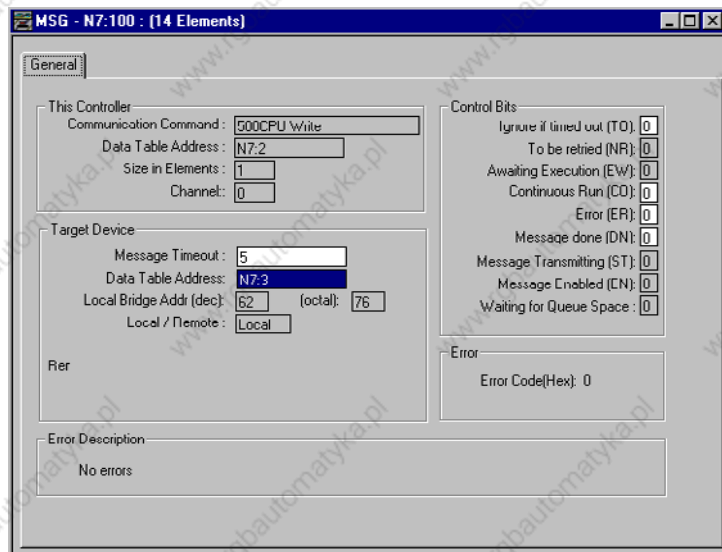 MSG - N7:100 : (14 Elements)
General
This Controller
Communication Command : 500CPU Write
Data Table Address : N7:2
Size in Elements : 1
Channel:: 0
Target Device
Message Timeout : 5
Data Table Address: N7:3
Local Bridge Addr (dec): 62 (octal): 76
Local / Remote : Local
Rer
Control Bits
Ignore if timed out (TO): 0
To be retried (NR): 0
Awaiting Execution (EW): 0
Continuous Run (CO): 0
Error (ER): 0
Message done (DN): 0
Message Transmitting (ST): 0
Message Enabled (EN): 0
Waiting for Queue Space : 0
Error
Error Code(Hex): 0
Error Description
No errors
www.rgbautomatyka.pl